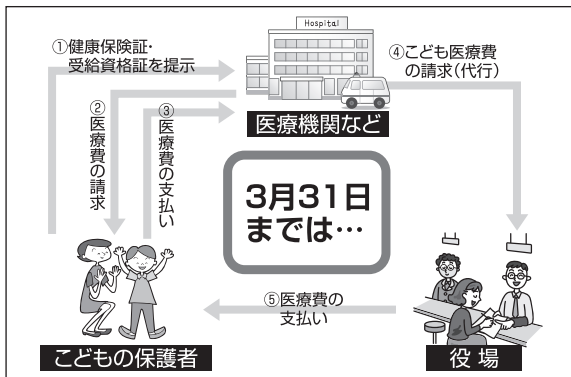 Hospital
①健康保険証・
受給資格証を提示
④こども医療費
の請求(代行)
②医療費の請求
③医療費の支払い
医療機関など
3月31日
までは…
⑤医療費の
支払い
こどもの保護者
役場